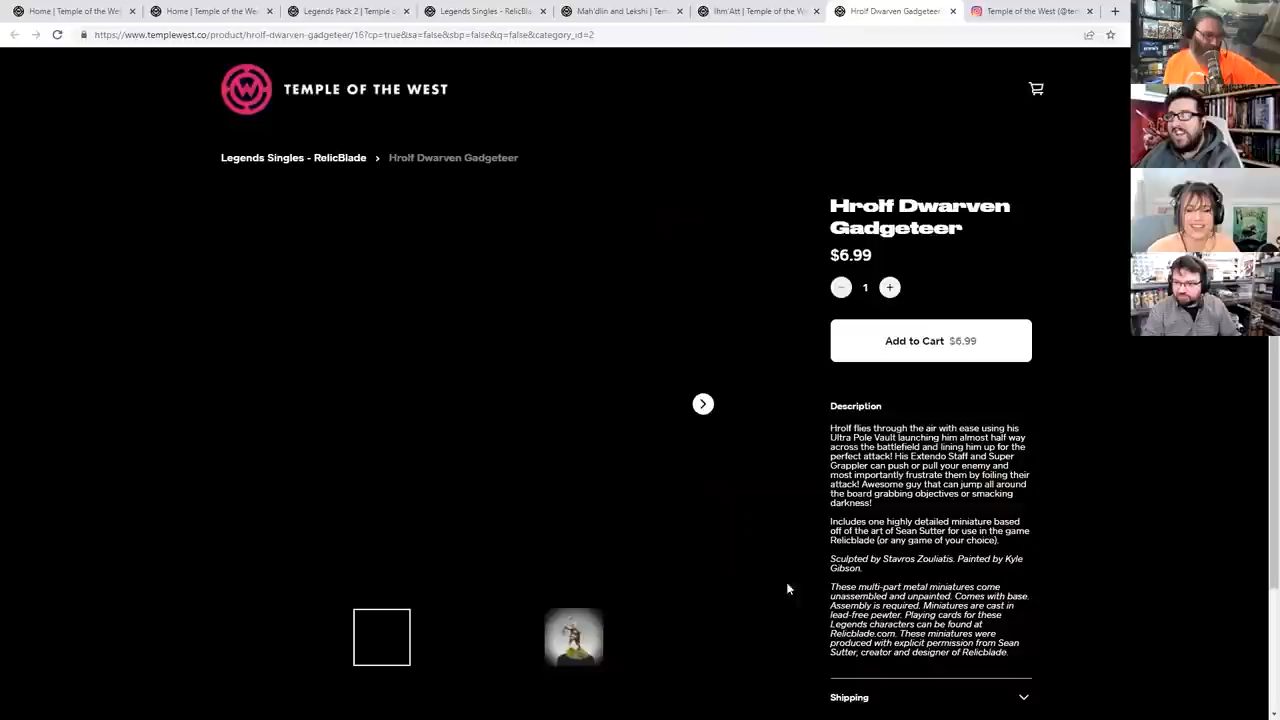 Home | Temple of the We
Home | Temple of the We
Legends Pack 2 | Temple
Legends Singles - RelicBla
Mah'dlin and Lekshi | Tem
Ihm'Att | Temple of the W
Hrolf Dwarven Gadgeteer
Temple of the West (@te
https://www.templewest.co/product/hrolf-dwarven-gadgeteer/16?cp=true&sa=false&sbp=false&q=false&category_id=2
TEMPLE OF THE WEST
Legends Singles - RelicBlade > Hrolf Dwarven Gadgeteer
Hrolf Dwarven
Gadgeteer
$6.99
1
Add to Cart $6.99
Description
Hrolf flies through the air with ease using his
Ultra Pole Vault launching him almost half way
across the battlefield and lining him up for the
perfect attack! His Extendo Staff and Super
Grappler can push or pull your enemy and
most importantly frustrate them by foiling their
attack! Awesome guy that can jump all around
the board grabbing objectives or smacking
darkness!
Includes one highly detailed miniature based
off of the art of Sean Sutter for use in the game
Relicblade (or any game of your choice).
Sculpted by Stavros Zouliatis. Painted by Kyle
Gibson.
These multi-part metal miniatures come
unassembled and unpainted. Comes with base.
Assembly is required. Miniatures are cast in
lead-free pewter. Playing cards for these
Legends characters can be found at
Relicblade.com. These miniatures were
produced with explicit permission from Sean
Sutter, creator and designer of Relicblade.
Shipping